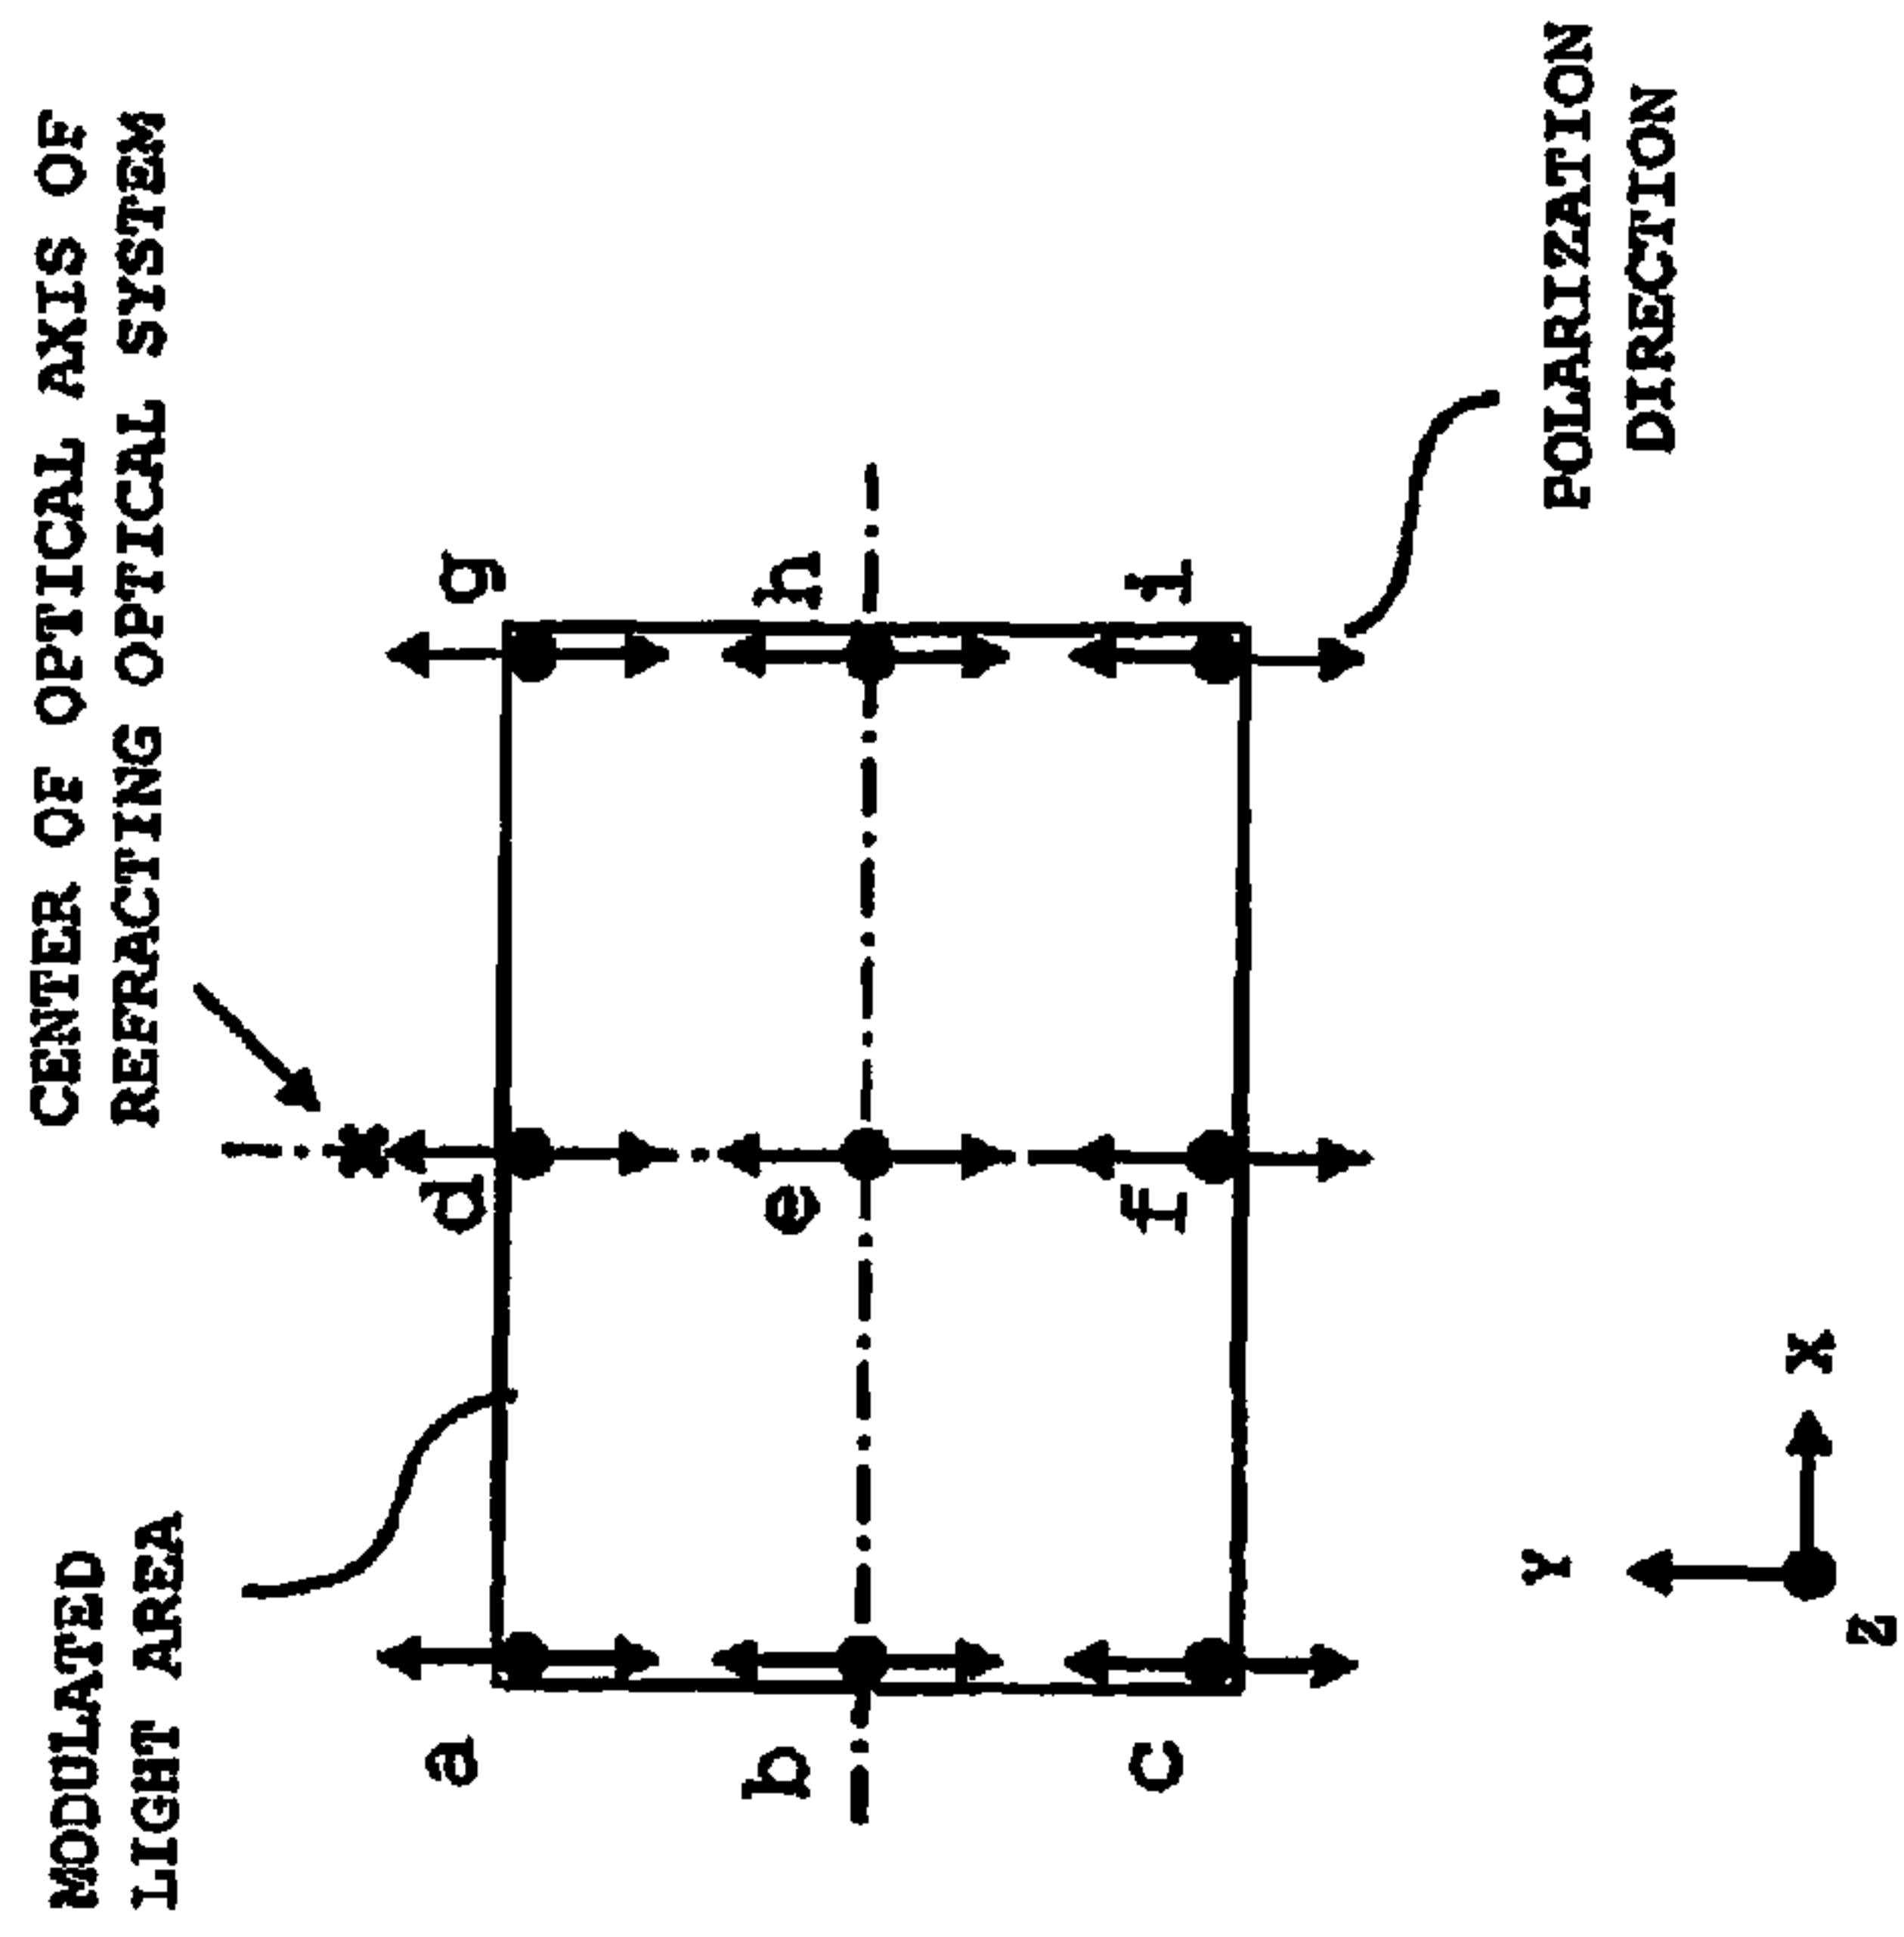 MODULATED
LIGHT AREA
CENTER OF OPTICAL AXIS OF
REFRACTING OPTICAL SYSTEM
a
d
g
b
e
h
c
f
i
Y
X
Z
POLARIZATION
DIRECTION